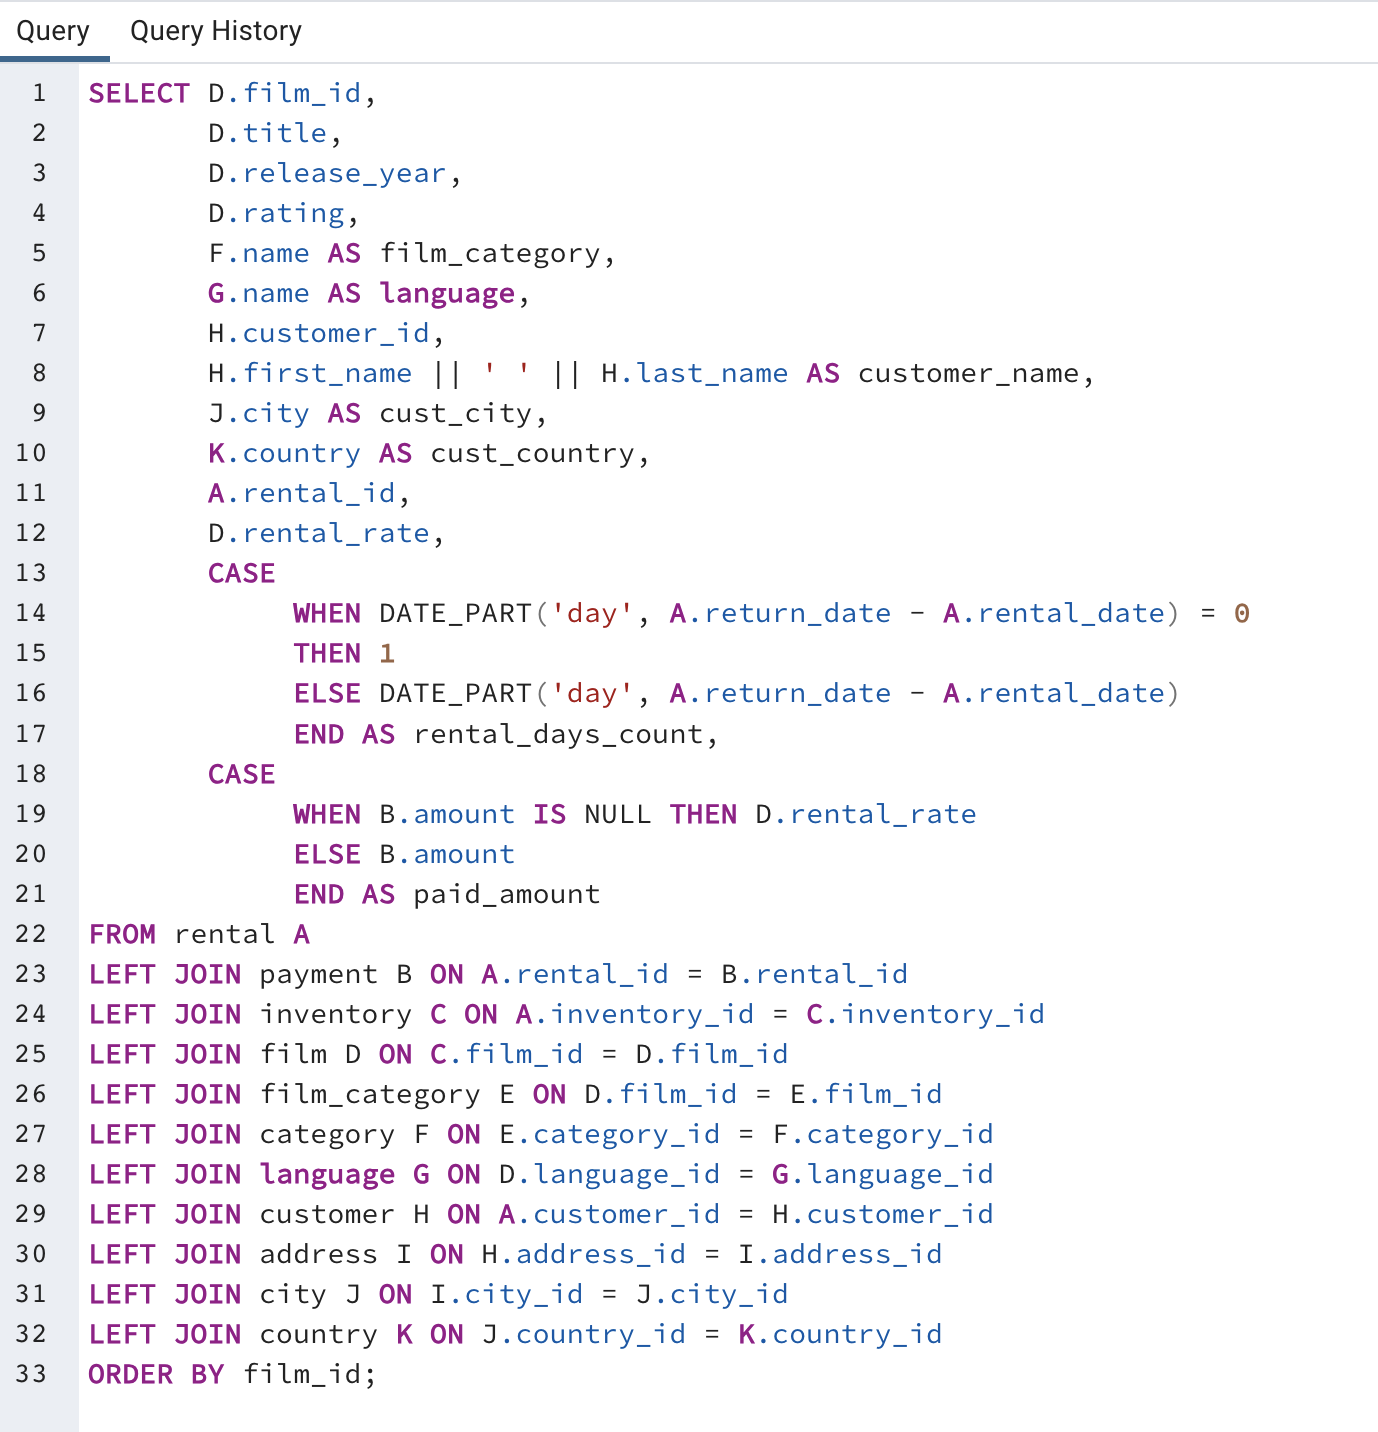 Query Query History
1 SELECT D.film_id,
2 D.title,
3 D.release_year,
4 D.rating,
5 F.name AS film_category,
6 G.name AS language,
7 H.customer_id,
8 H.first_name || ' ' || H.last_name AS customer_name,
9 J.city AS cust_city,
10 K.country AS cust_country,
11 A.rental_id,
12 D.rental_rate,
13 CASE
14 WHEN DATE_PART('day', A.return_date - A.rental_date) = 0
15 THEN 1
16 ELSE DATE_PART('day', A.return_date - A.rental_date)
17 END AS rental_days_count,
18 CASE
19 WHEN B.amount IS NULL THEN D.rental_rate
20 ELSE B.amount
21 END AS paid_amount
22 FROM rental A
23 LEFT JOIN payment B ON A.rental_id = B.rental_id
24 LEFT JOIN inventory C ON A.inventory_id = C.inventory_id
25 LEFT JOIN film D ON C.film_id = D.film_id
26 LEFT JOIN film_category E ON D.film_id = E.film_id
27 LEFT JOIN category F ON E.category_id = F.category_id
28 LEFT JOIN language G ON D.language_id = G.language_id
29 LEFT JOIN customer H ON A.customer_id = H.customer_id
30 LEFT JOIN address I ON H.address_id = I.address_id
31 LEFT JOIN city J ON I.city_id = J.city_id
32 LEFT JOIN country K ON J.country_id = K.country_id
33 ORDER BY film_id;